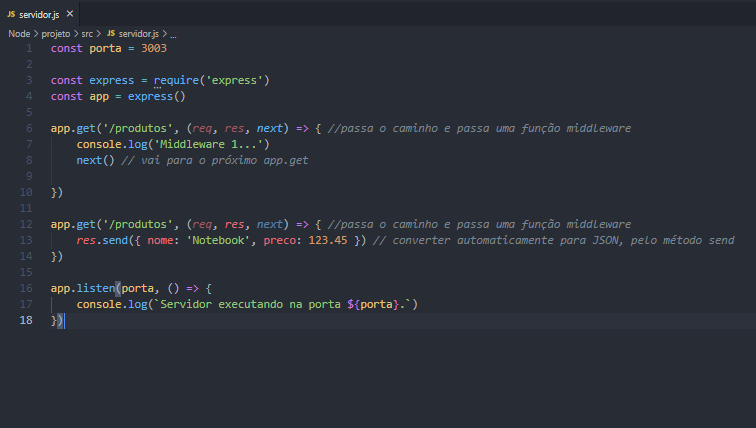 JS servidor.js ×
Node > projeto > src > JS servidor.js > ...
1 const porta = 3003
2
3 const express = require('express')
4 const app = express()
5
6 app.get('/produtos', (req, res, next) => { //passa o caminho e passa uma função middleware
7 console.log('Middleware 1...')
8 next() // vai para o próximo app.get
9
10 })
11
12 app.get('/produtos', (req, res, next) => { //passa o caminho e passa uma função middleware
13 res.send({ nome: 'Notebook', preco: 123.45 }) // converter automaticamente para JSON, pelo método send
14 })
15
16 app.listen(porta, () => {
17 console.log(`Servidor executando na porta ${porta}.`)
18 })